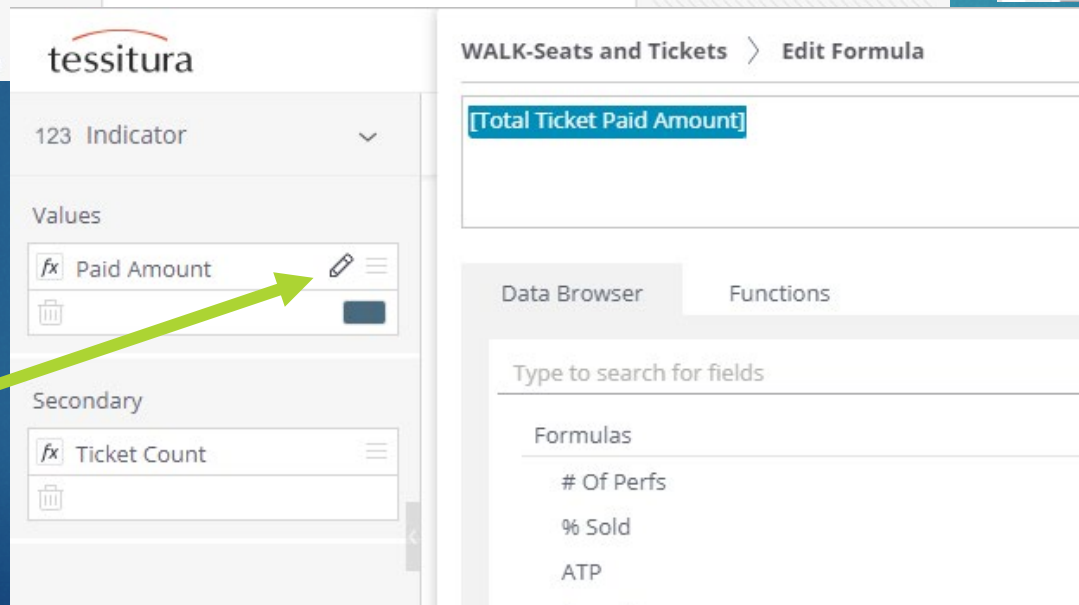 tessitura
123 Indicator
Values
fx Paid Amount
Secondary
fx Ticket Count
WALK-Seats and Tickets > Edit Formula
[Total Ticket Paid Amount]
Data Browser Functions
Type to search for fields
Formulas
# Of Perfs
% Sold
ATP